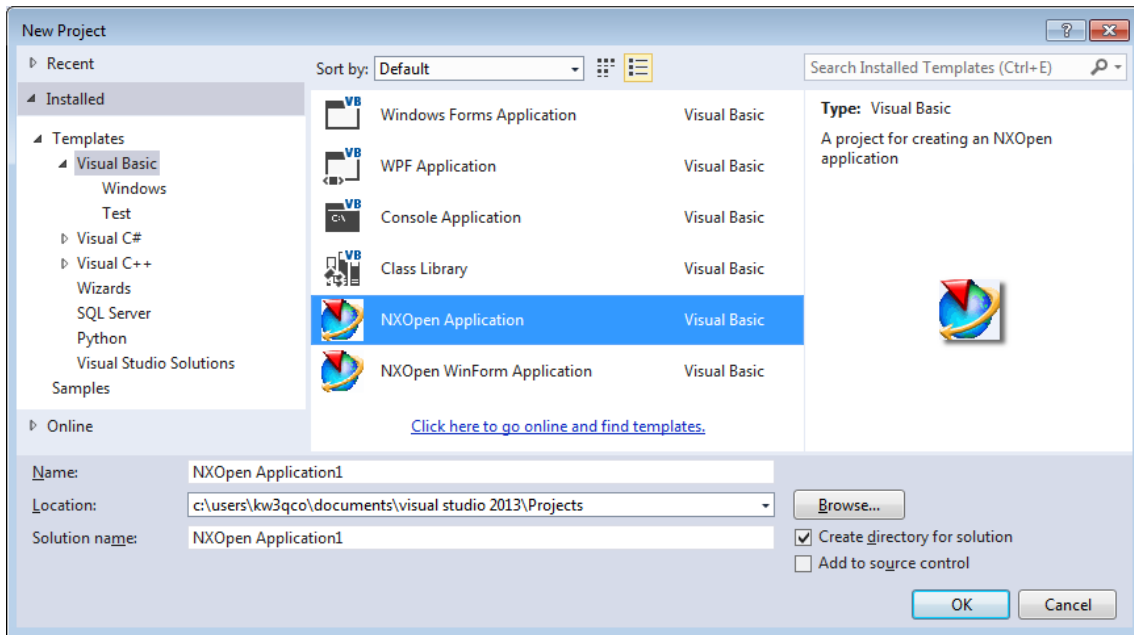 New Project
Recent
Installed
Templates
Visual Basic
Windows
Test
Visual C#
Visual C++
Wizards
SQL Server
Python
Visual Studio Solutions
Samples
Online
Sort by: Default
VB Windows Forms Application Visual Basic
VB WPF Application Visual Basic
VB C:\ Console Application Visual Basic
VB Class Library Visual Basic
NXOpen Application Visual Basic
NXOpen WinForm Application Visual Basic
Click here to go online and find templates.
Search Installed Templates (Ctrl+E)
Type: Visual Basic
A project for creating an NXOpen
application
Name: NXOpen Application1
Location: c:\users\kw3qco\documents\visual studio 2013\Projects Browse...
Solution name: NXOpen Application1
Create directory for solution
Add to source control
OK Cancel